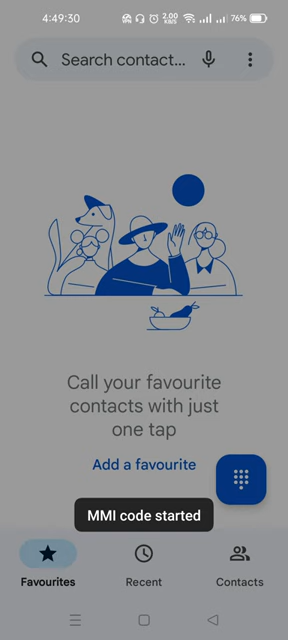 4:49:30
2.00
KB/S
76%
Search contact...
Call your favourite
contacts with just
one tap
Add a favourite
MMI code started
Favourites
Recent
Contacts